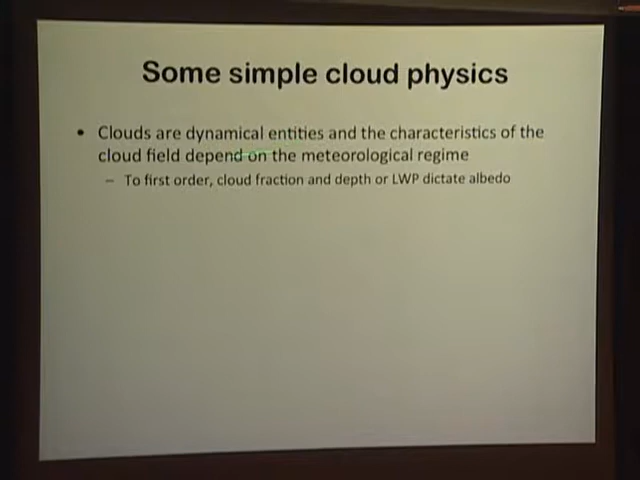 Some simple cloud physics
• Clouds are dynamical entities and the characteristics of the
cloud field depend on the meteorological regime
– To first order, cloud fraction and depth or LWP dictate albedo